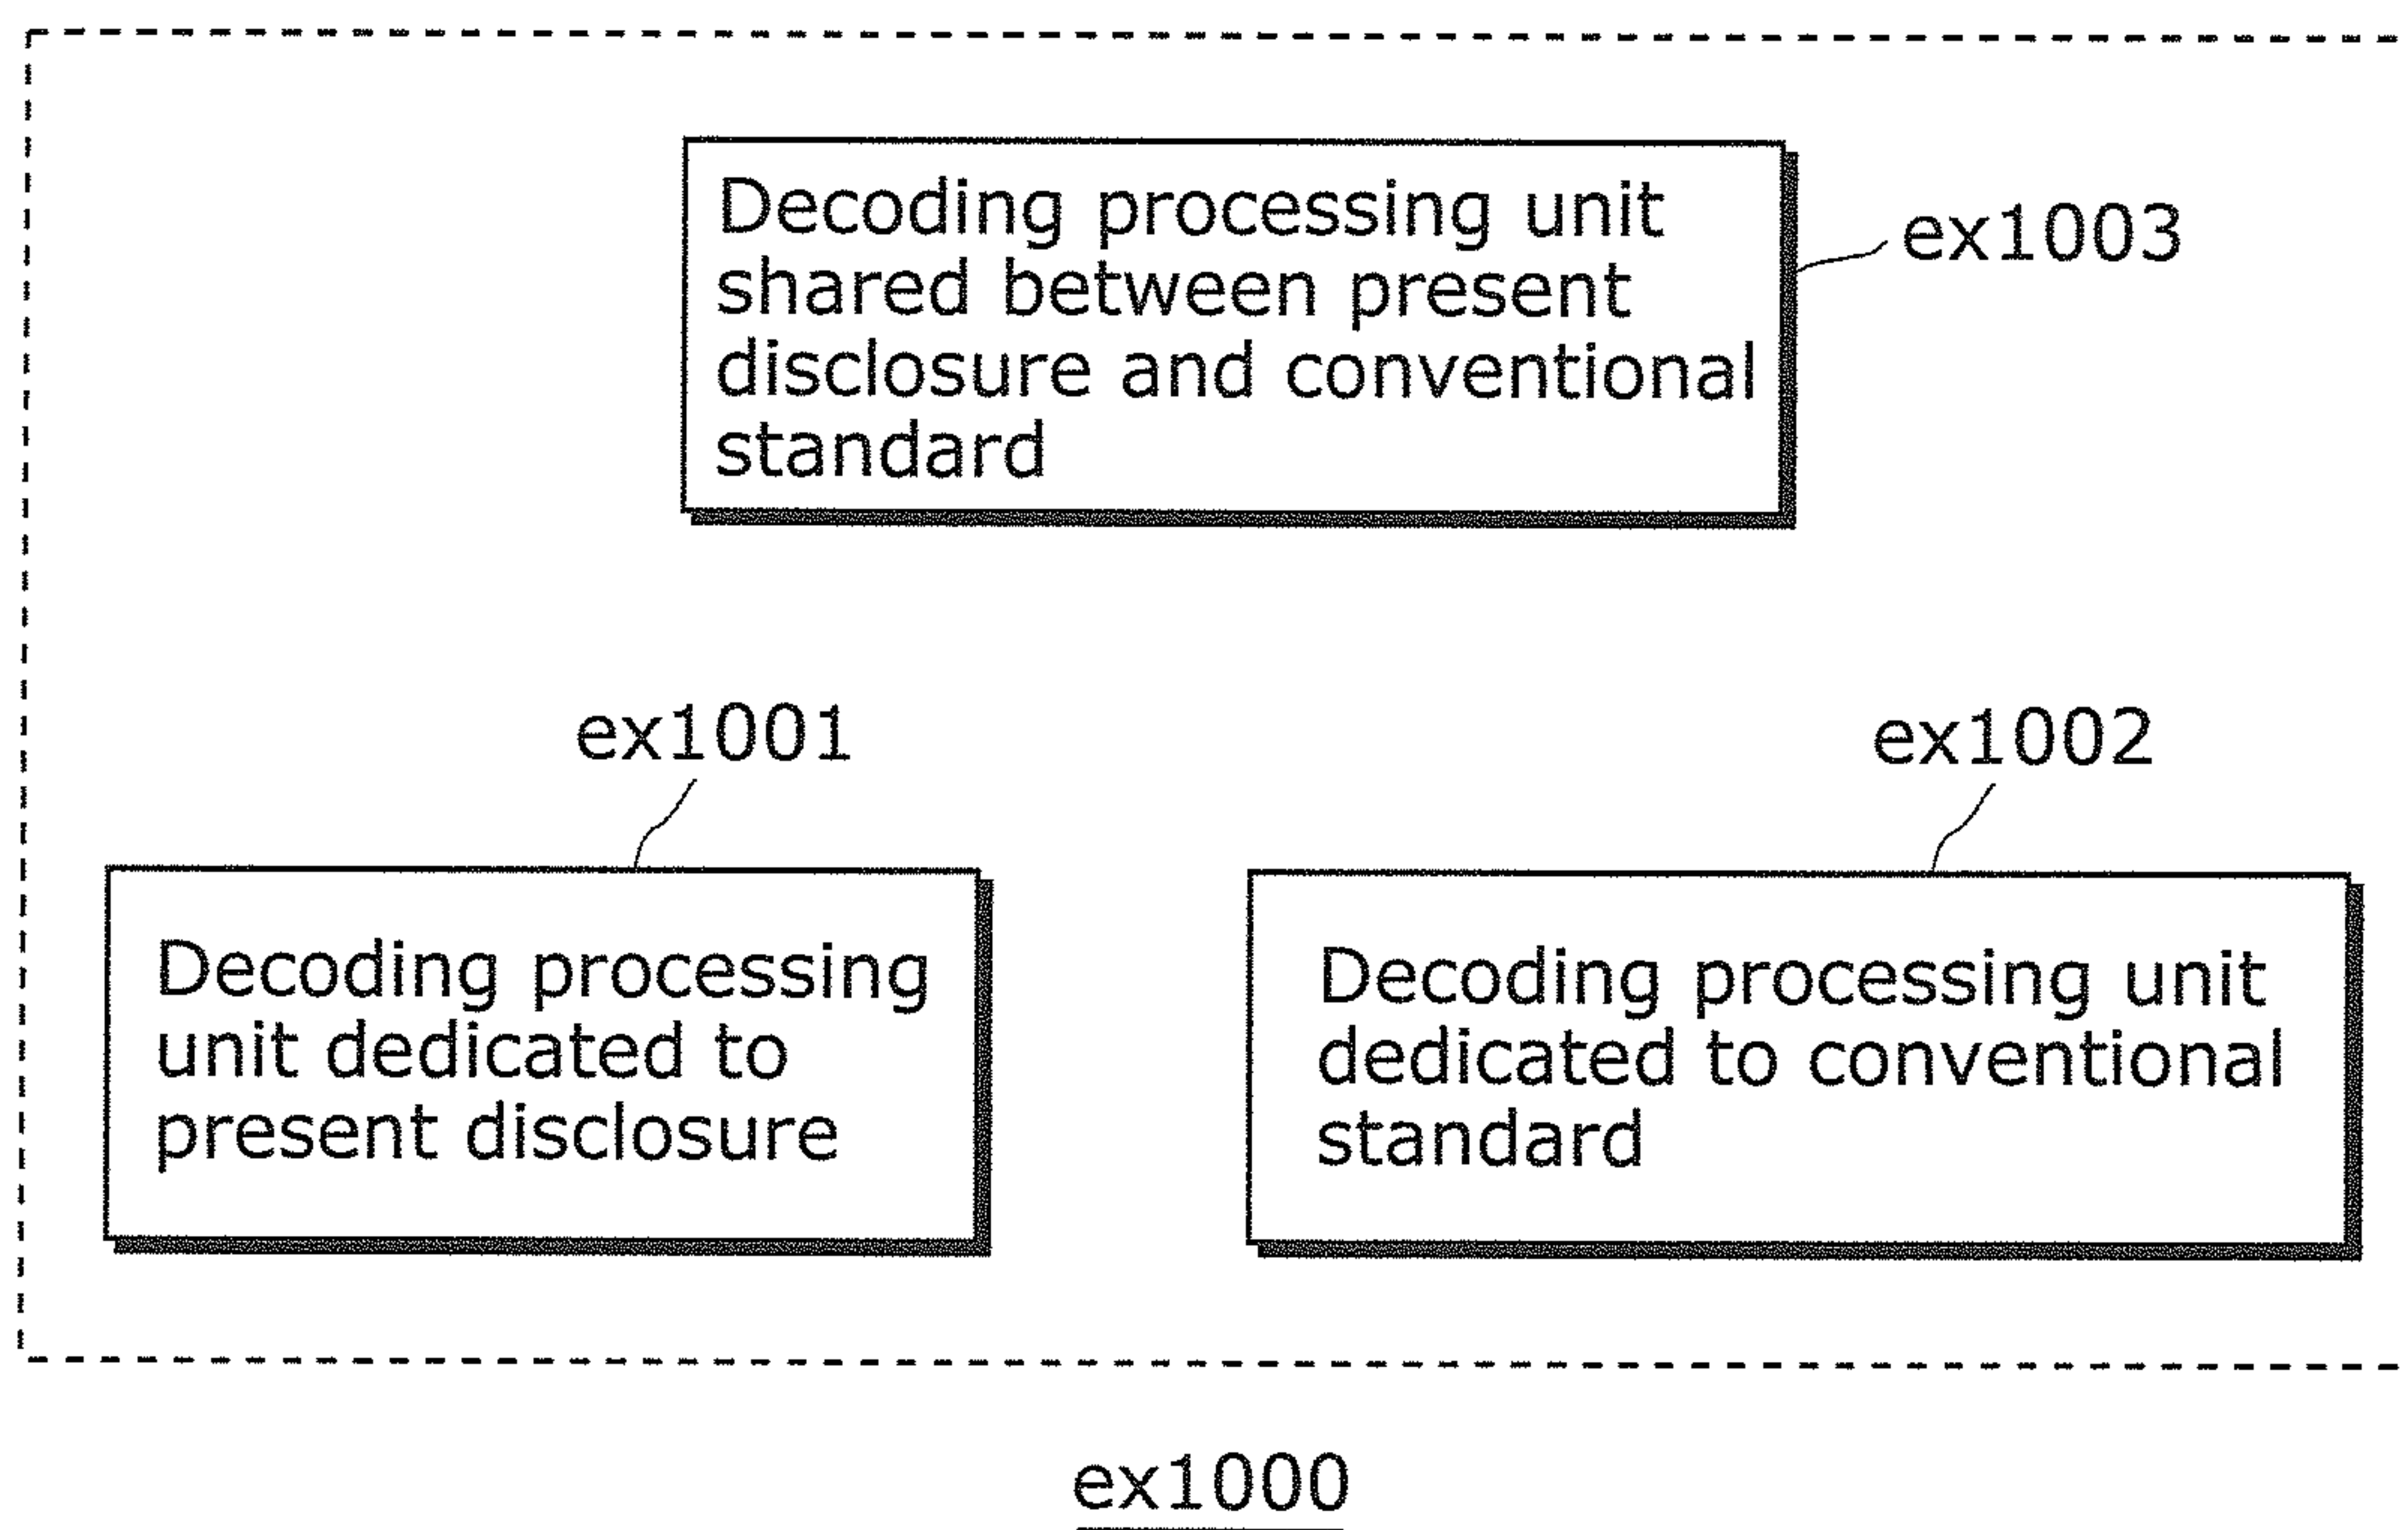 Decoding processing unit
shared between present
disclosure and conventional
standard
ex1003
ex1001
ex1002
Decoding processing
unit dedicated to
present disclosure
Decoding processing unit
dedicated to conventional
standard
ex1000